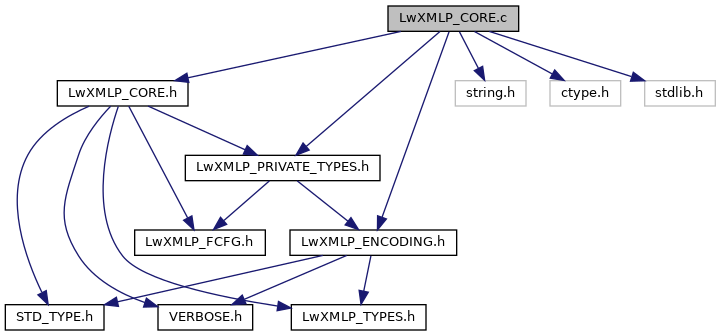 LwXMLP_CORE.c
LwXMLP_CORE.h
string.h
ctype.h
stdlib.h
LwXMLP_PRIVATE_TYPES.h
LwXMLP_FCFG.h
LwXMLP_ENCODING.h
STD_TYPE.h
VERBOSE.h
LwXMLP_TYPES.h